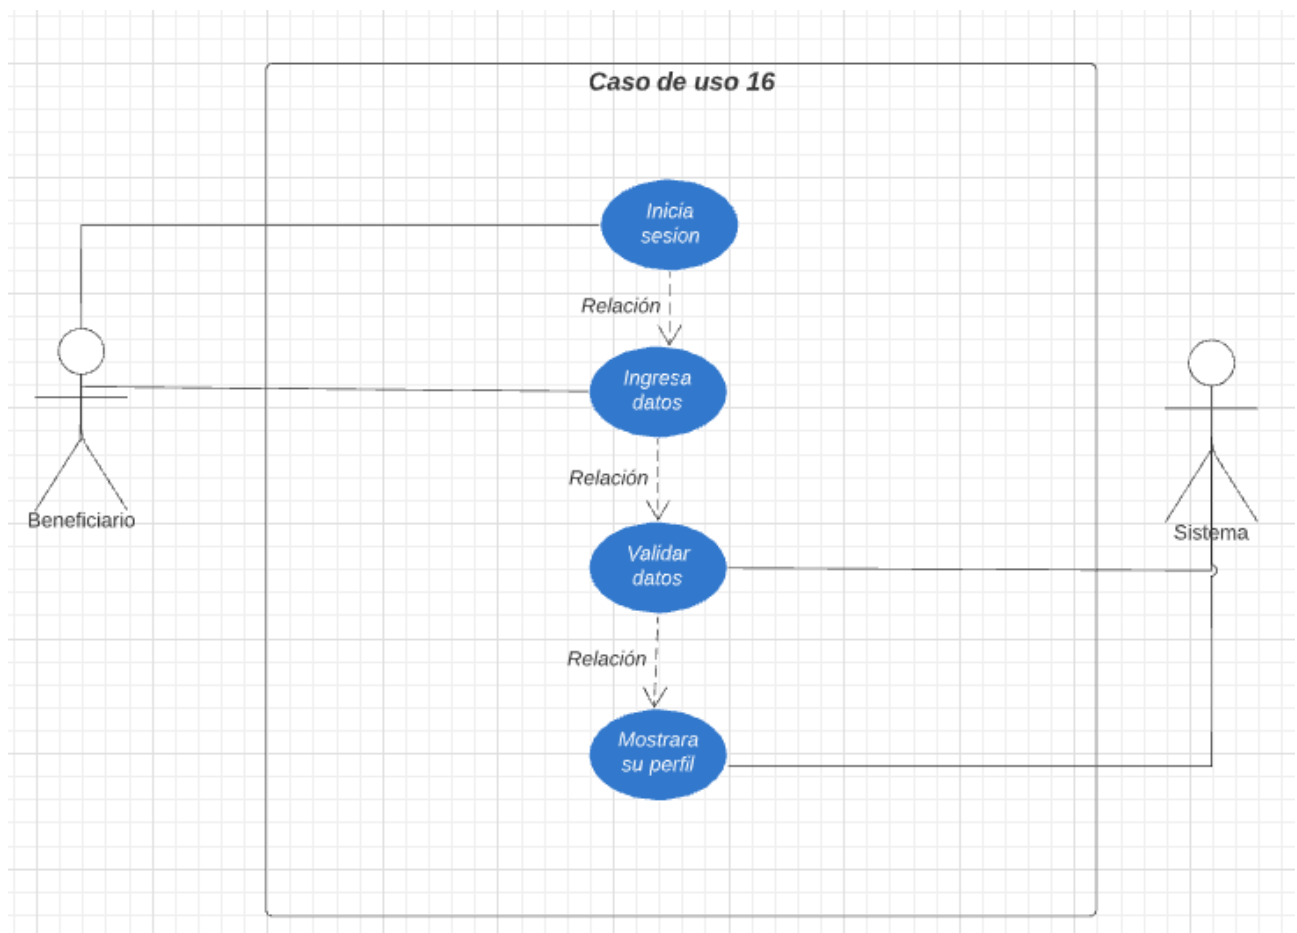 Caso de uso 16
Inicia
sesion
Relación
Ingresa
datos
Relación
Beneficiario
Sistema
Validar
datos
Relación
Mostrara
su perfil